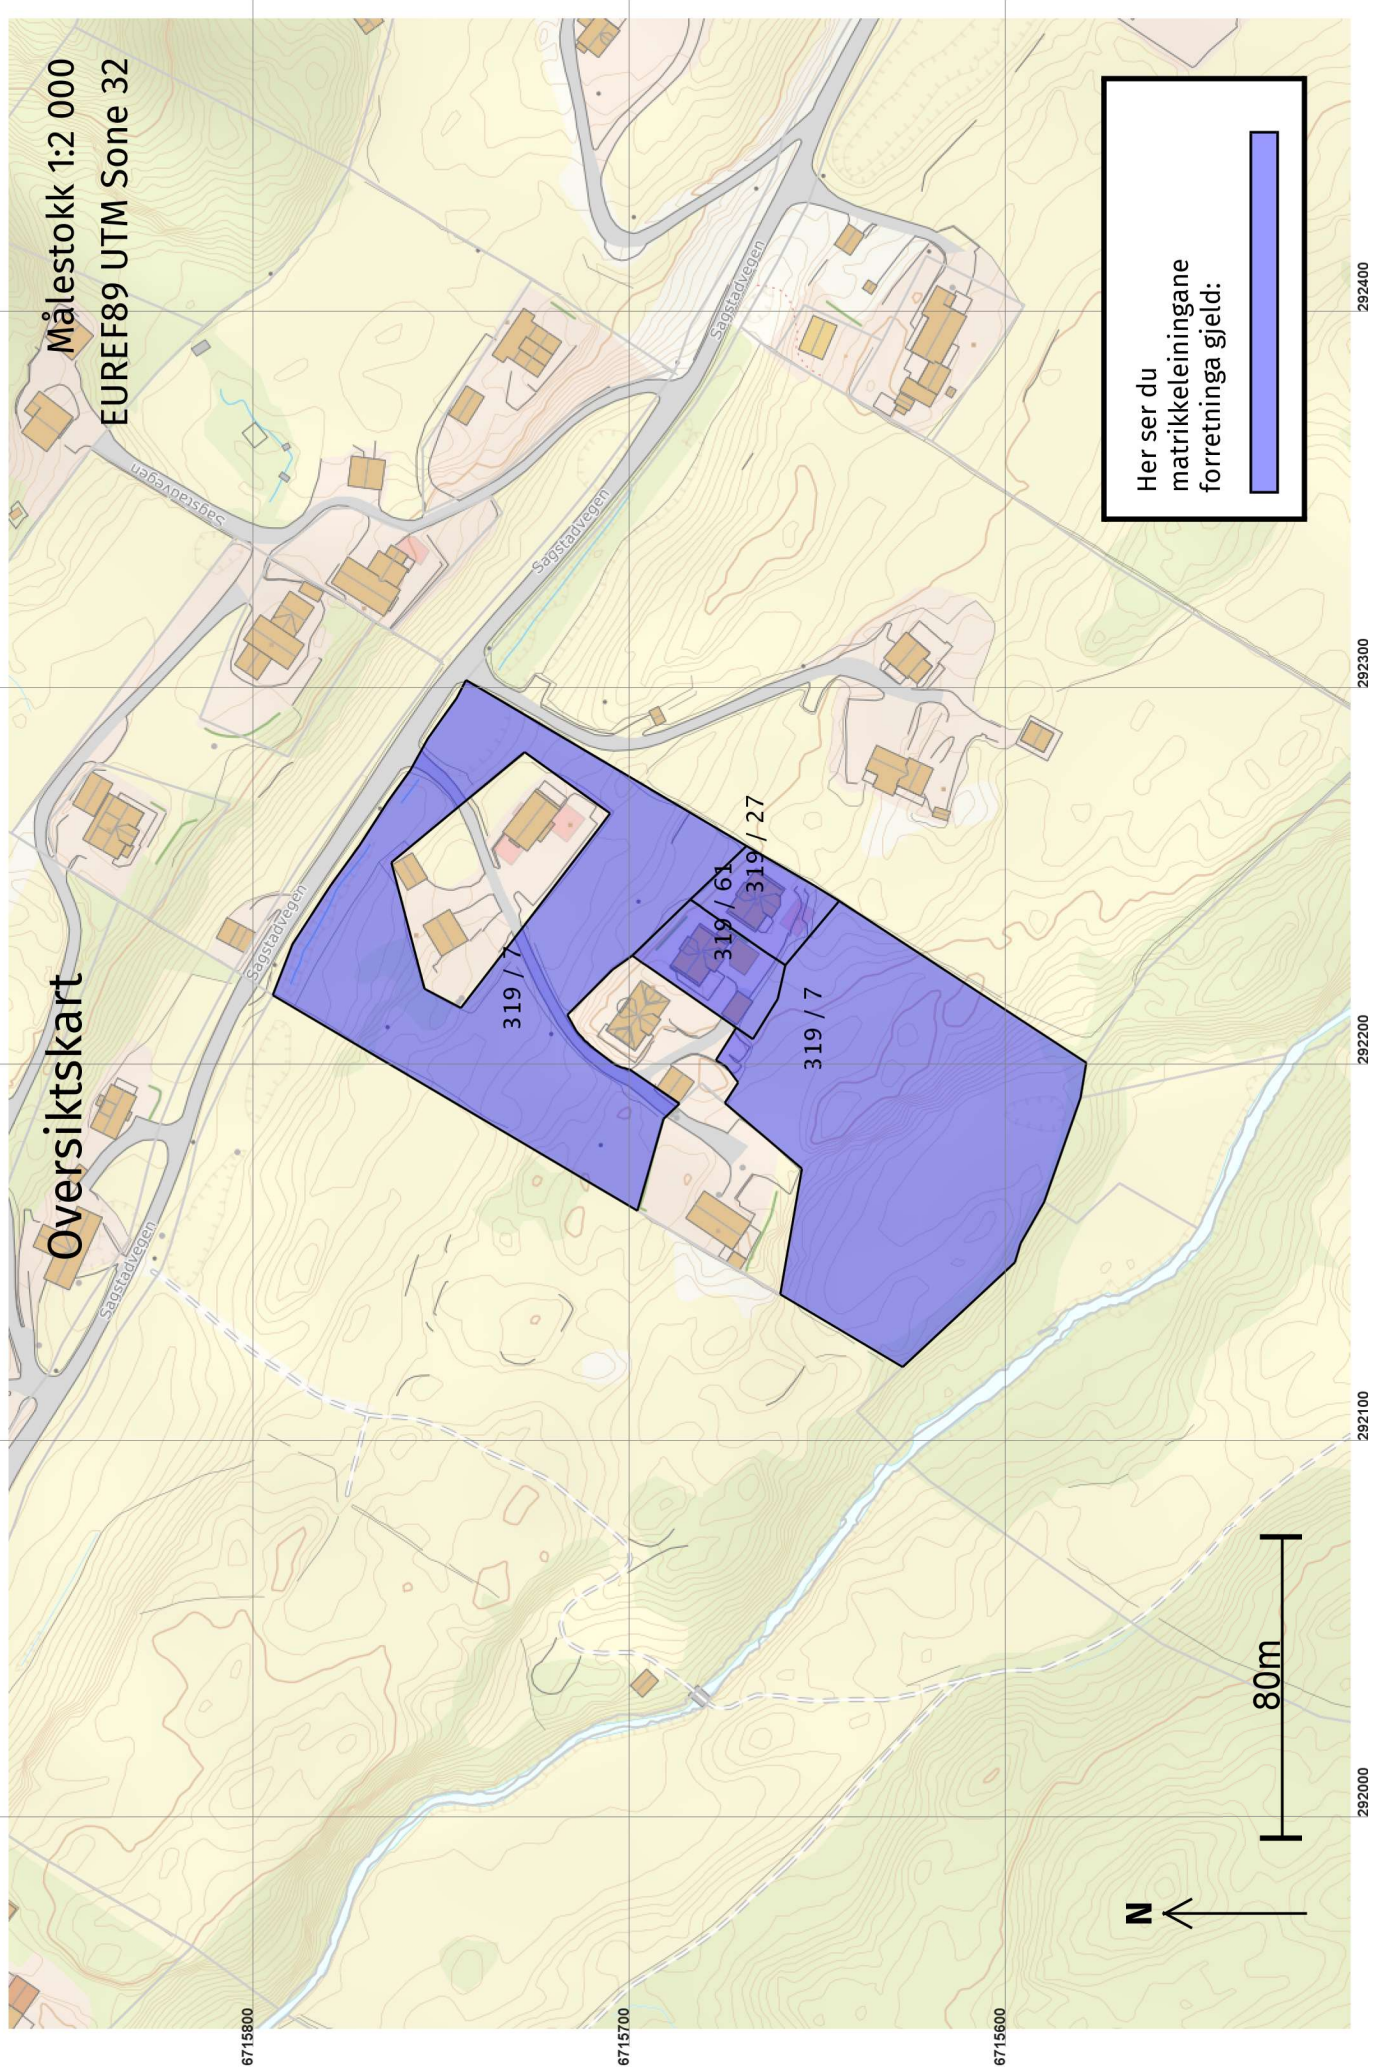 Oversiktskart
Målestokk 1:2 000
EUREF89 UTM Sone 32
Sagstadvegen
Sagstadvegen
Sagstadvegen
Sagstadvegen
Sagstadvegen
319 / 7
319 / 61
319 / 27
319 / 7
Her ser du
matrikkeleiningane
forretninga gjeld:
N
80m
6715800
6715700
6715600
292000
292100
292200
292300
292400